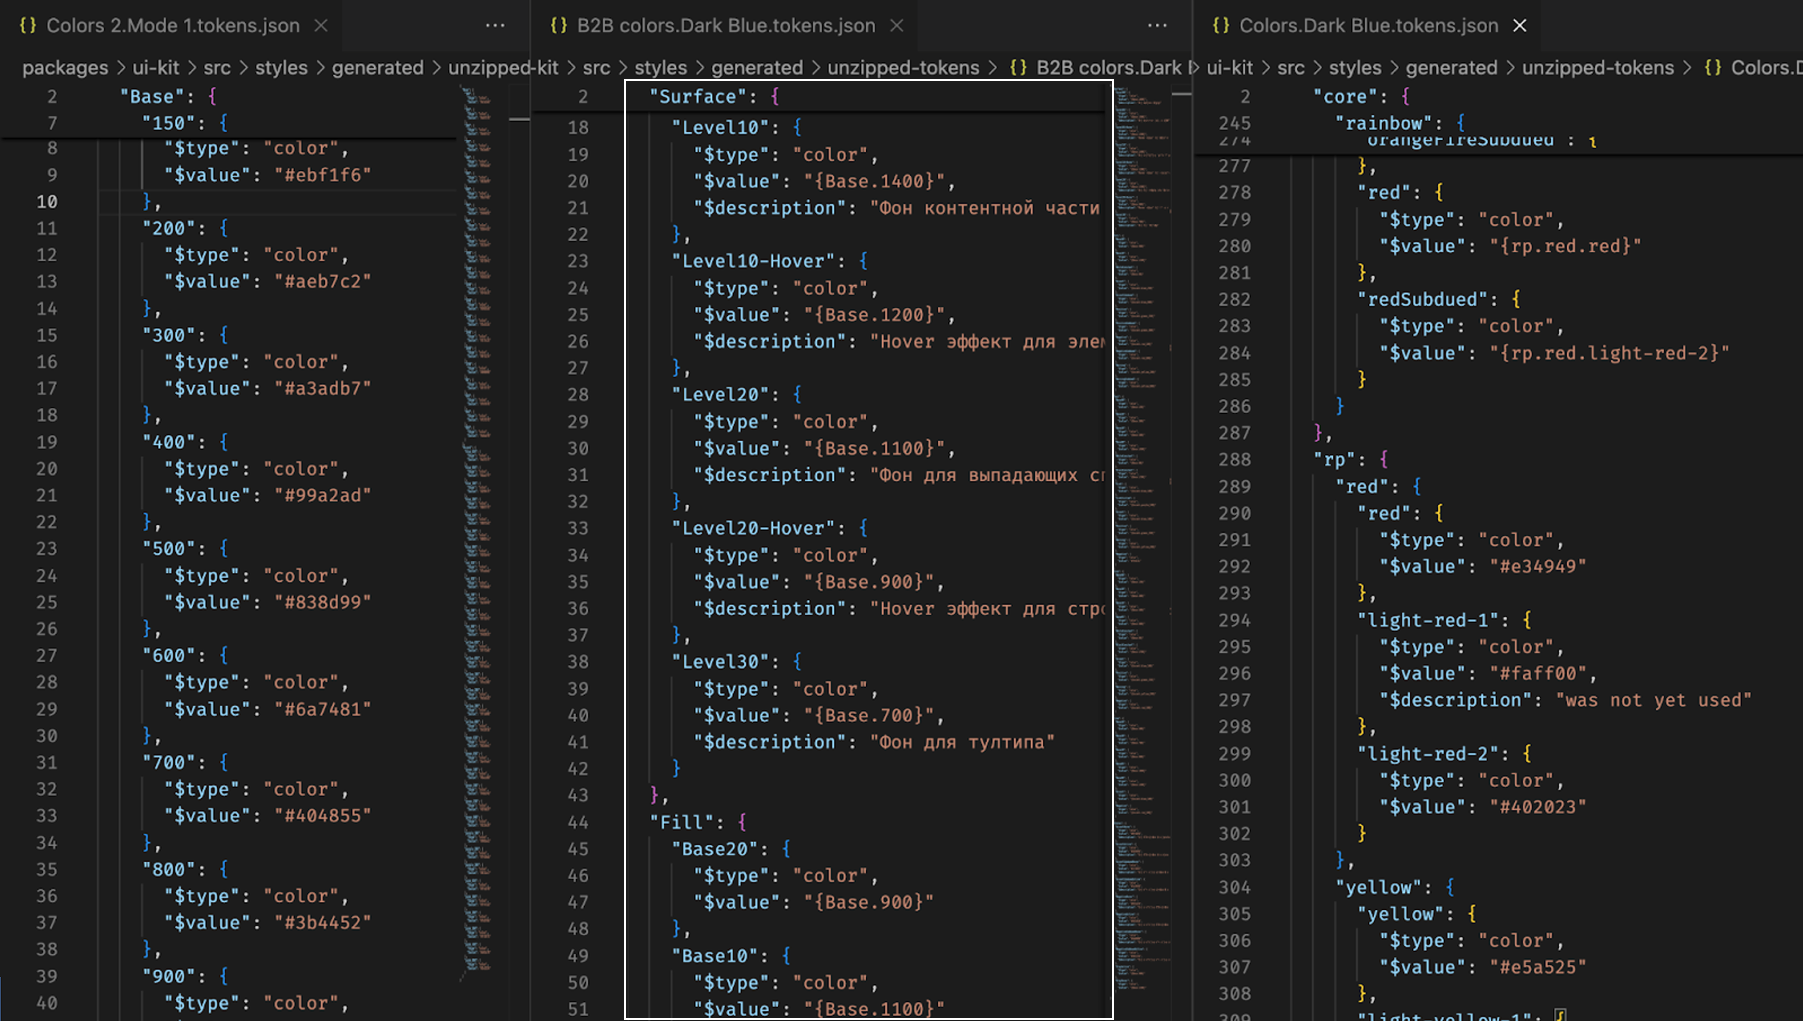 {} Colors 2.Mode 1.tokens.json × ···
packages > ui-kit > src > styles > generated > unzipped-
2 "Base": {
7 "150": {
8 "$type": "color",
9 "$value": "#ebf1f6"
10 },
11 "200": {
12 "$type": "color",
13 "$value": "#aeb7c2"
14 },
15 "300": {
16 "$type": "color",
17 "$value": "#a3adb7"
18 },
19 "400": {
20 "$type": "color",
21 "$value": "#99a2ad"
22 },
23 "500": {
24 "$type": "color",
25 "$value": "#838d99"
26 },
27 "600": {
28 "$type": "color",
29 "$value": "#6a7481"
30 },
31 "700": {
32 "$type": "color",
33 "$value": "#404855"
34 },
35 "800": {
36 "$type": "color",
37 "$value": "#3b4452"
38 },
39 "900": {
40 "$type": "color",
{} B2B colors.Dark Blue.tokens.json × ···
-kit > src > styles > generated > unzipped-tokens > {} B2B colors.Dark
2 "Surface": {
18 "Level10": {
19 "$type": "color",
20 "$value": "{Base.1400}",
21 "$description": "Фон контентной части
22 },
23 "Level10-Hover": {
24 "$type": "color",
25 "$value": "{Base.1200}",
26 "$description": "Hover эффект для
27 },
28 "Level20": {
29 "$type": "color",
30 "$value": "{Base.1100}",
31 "$description": "Фон для выпадающих
32 },
33 "Level20-Hover": {
34 "$type": "color",
35 "$value": "{Base.900}",
36 "$description": "Hover эффект для
37 },
38 "Level30": {
39 "$type": "color",
40 "$value": "{Base.700}",
41 "$description": "Фон для тултипа"
42 }
43 },
44 "Fill": {
45 "Base20": {
46 "$type": "color",
47 "$value": "{Base.900}"
48 },
49 "Base10": {
50 "$type": "color",
51 "$value": "{Base.1100}"
{} Colors.Dark Blue.tokens.json ×
ui-kit > src > styles > generated > unzipped-tokens > {} Colors.
2 "core": {
245 "rainbow": {
274 "orangeFireSubdued": {
277 },
278 "red": {
279 "$type": "color",
280 "$value": "{rp.red.red}"
281 },
282 "redSubdued": {
283 "$type": "color",
284 "$value": "{rp.red.light-red-2}"
285 }
286 }
287 },
288 "rp": {
289 "red": {
290 "red": {
291 "$type": "color",
292 "$value": "#e34949"
293 },
294 "light-red-1": {
295 "$type": "color",
296 "$value": "#faff00",
297 "$description": "was not yet used"
298 },
299 "light-red-2": {
300 "$type": "color",
301 "$value": "#402023"
302 }
303 },
304 "yellow": {
305 "yellow": {
306 "$type": "color",
307 "$value": "#e5a525"
308 },
309 "light-yellow-1": {